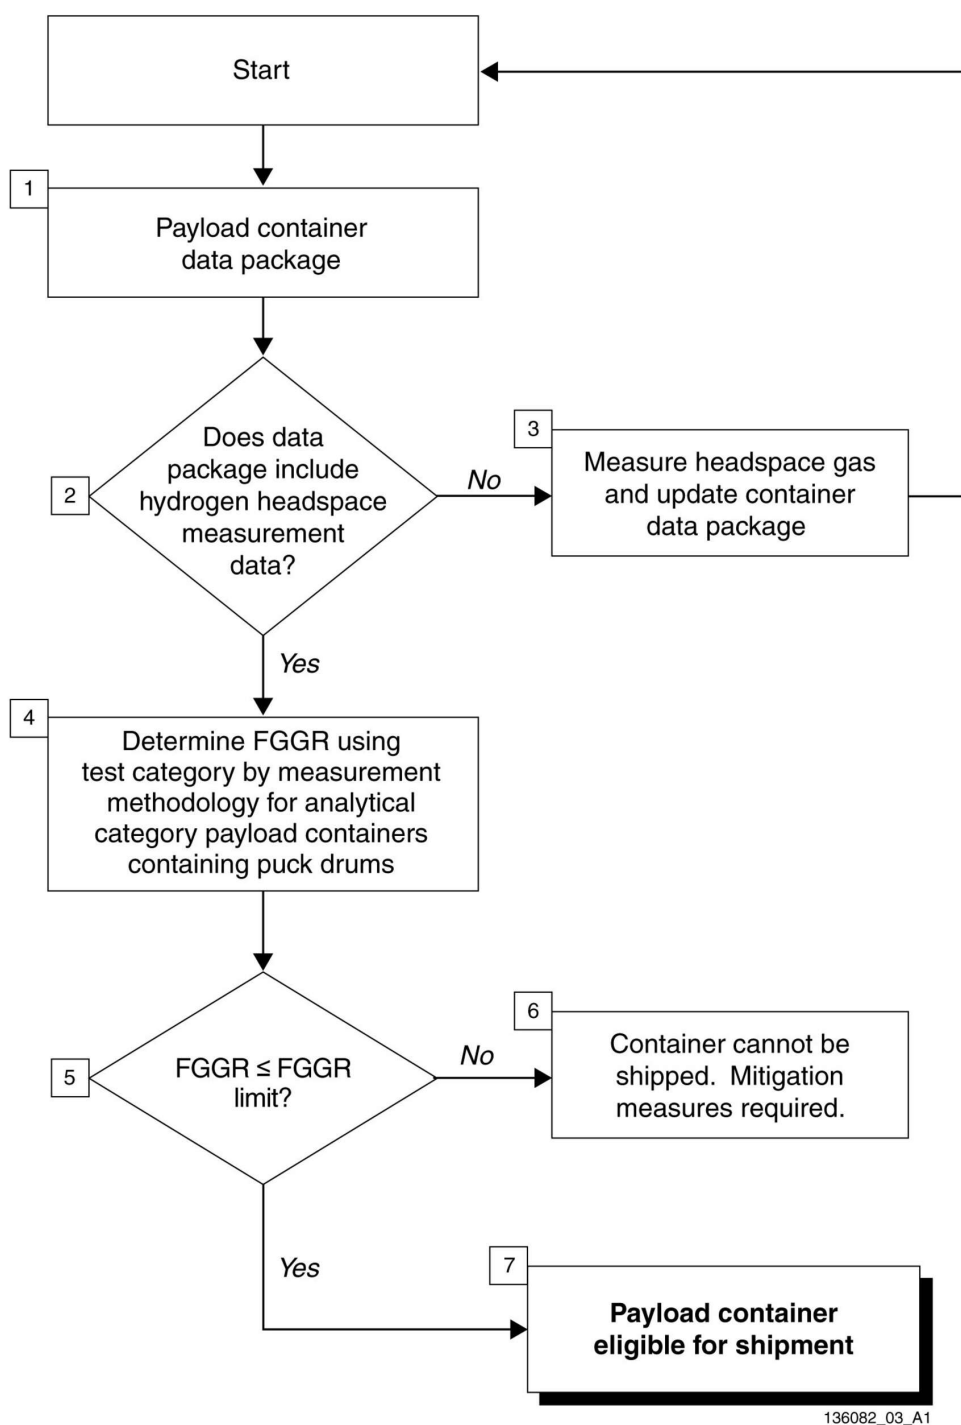 Start
1
Payload container
data package
Does data
package include
hydrogen headspace
measurement
data?
2
No
3
Measure headspace gas
and update container
data package
Yes
4
Determine FGGR using
test category by measurement
methodology for analytical
category payload containers
containing puck drums
5
FGGR ≤ FGGR
limit?
No
6
Container cannot be
shipped. Mitigation
measures required.
Yes
7
Payload container
eligible for shipment
136082_03_A1